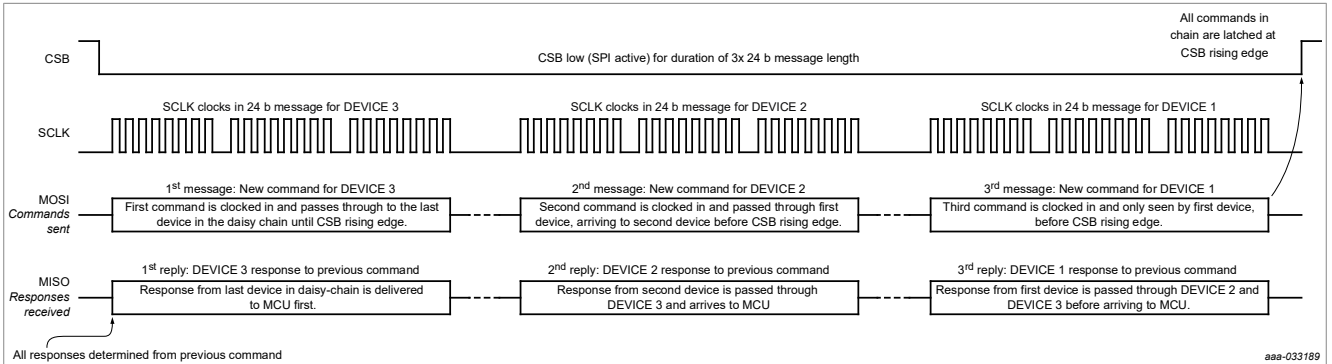 All commands in
chain are latched at
CSB rising edge
CSB
CSB low (SPI active) for duration of 3x 24 b message length
SCLK clocks in 24 b message for DEVICE 3
SCLK clocks in 24 b message for DEVICE 2
SCLK clocks in 24 b message for DEVICE 1
SCLK
1st message: New command for DEVICE 3
2nd message: New command for DEVICE 2
3rd message: New command for DEVICE 1
MOSI
Commands
sent
First command is clocked in and passes through to the last
device in the daisy chain until CSB rising edge.
Second command is clocked in and passed through first
device, arriving to second device before CSB rising edge.
Third command is clocked in and only seen by first device,
before CSB rising edge.
1st reply: DEVICE 3 response to previous command
2nd reply: DEVICE 2 response to previous command
3rd reply: DEVICE 1 response to previous command
MISO
Responses
received
Response from last device in daisy-chain is delivered
to MCU first.
Response from second device is passed through
DEVICE 3 and arrives to MCU
Response from first device is passed through DEVICE 2 and
DEVICE 3 before arriving to MCU.
All responses determined from previous command
aaa-033189